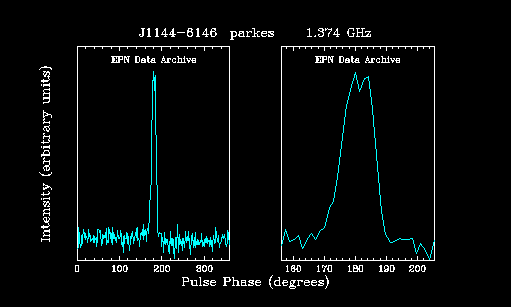 J1144-6146 parkes 1.374 GHz
EPN Data Archive EPN Data Archive
Intensity (arbitrary units)
0 100 200 300 160 170 180 190 200
Pulse Phase (degrees)